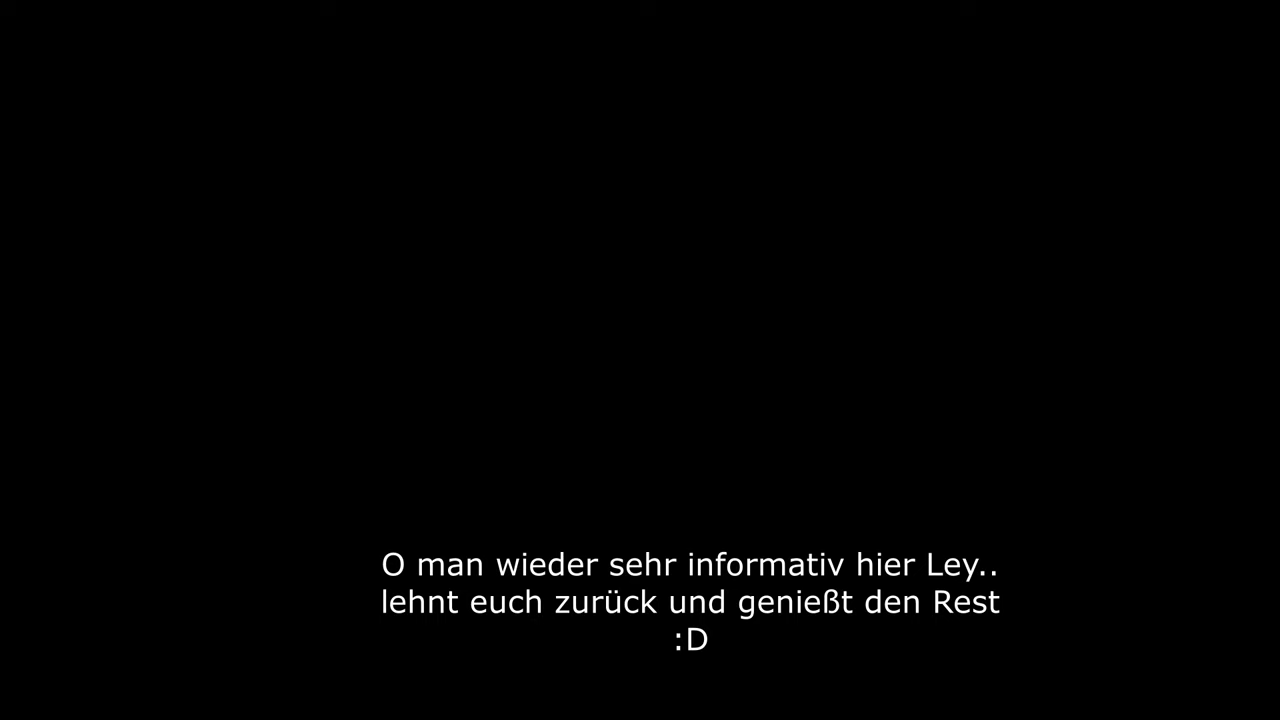 O man wieder sehr informativ hier Ley..
lehnt euch zurück und genießt den Rest
:D